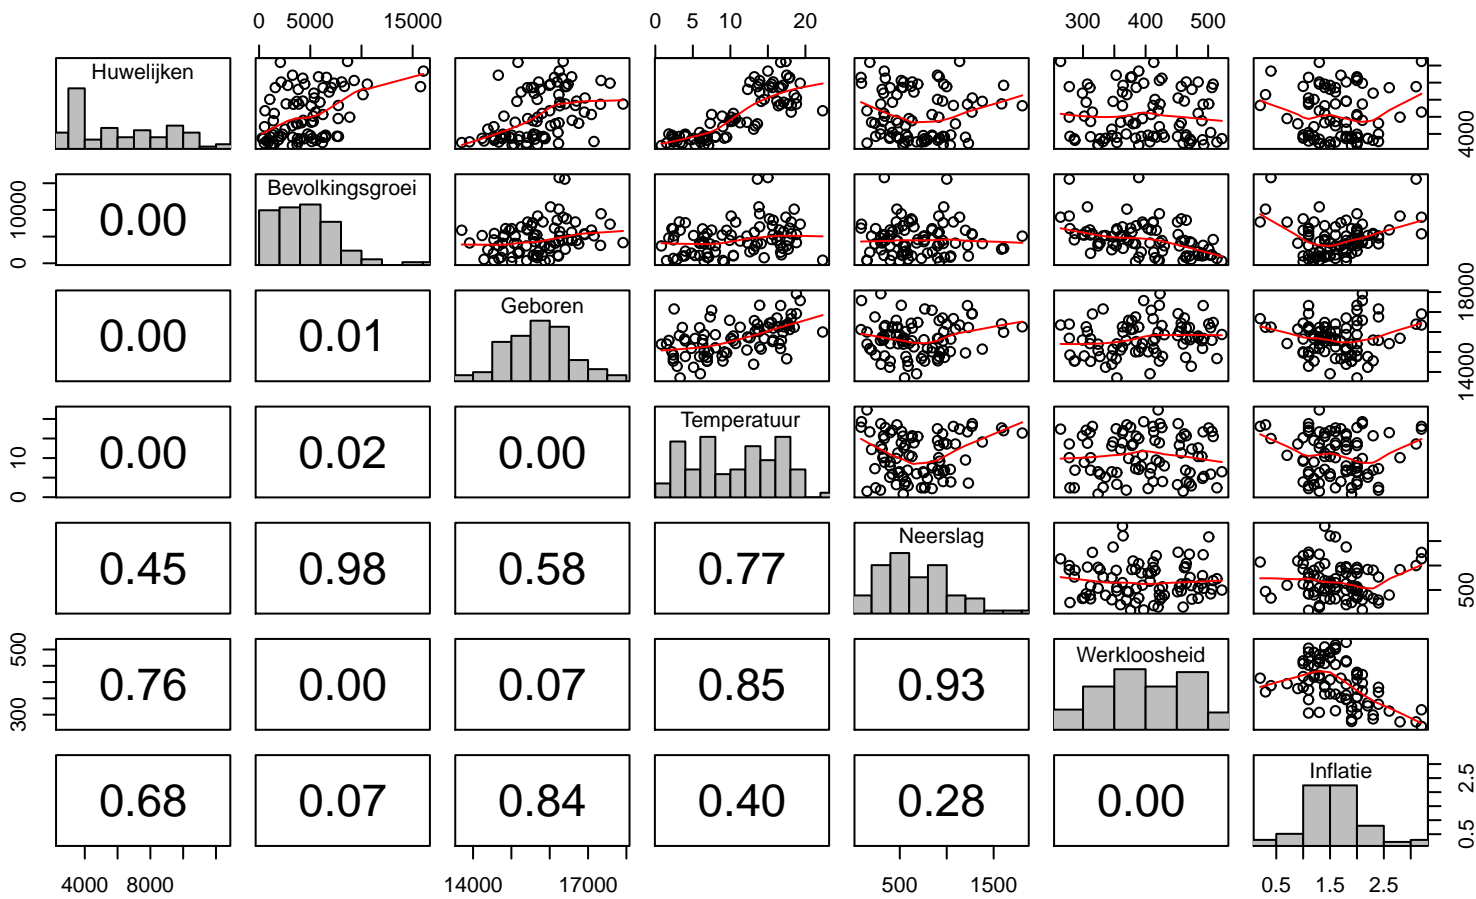 0 5000 15000 0 5 10 20 300 400 500
Huwelijken
4000
0 10000
0.00
Bevolkingsgroei
0.00 0.01
Geboren
14000 18000
0 10
0.00 0.02 0.00
Temperatuur
0.45 0.98 0.58 0.77
Neerslag
500
300 500
0.76 0.00 0.07 0.85 0.93
Werkloosheid
0.68 0.07 0.84 0.40 0.28 0.00
Inflatie
0.5 2.5
4000 8000 14000 17000 500 1500 0.5 1.5 2.5